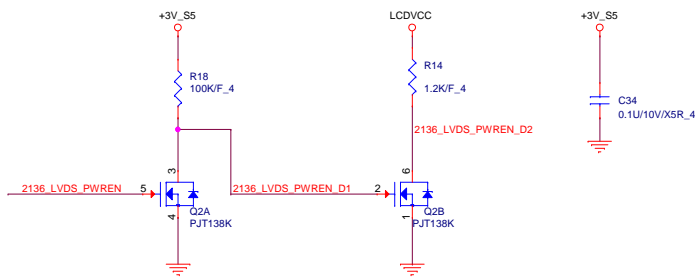 +3V_S5
LCDVCC
+3V_S5
R18
100K/F_4
R14
1.2K/F_4
C34
0.1U/10V/X5R_4
2136_LVDS_PWREN_D2
3
6
2136_LVDS_PWREN
5
2136_LVDS_PWREN_D1
2
4
Q2A
PJT138K
1
Q2B
PJT138K